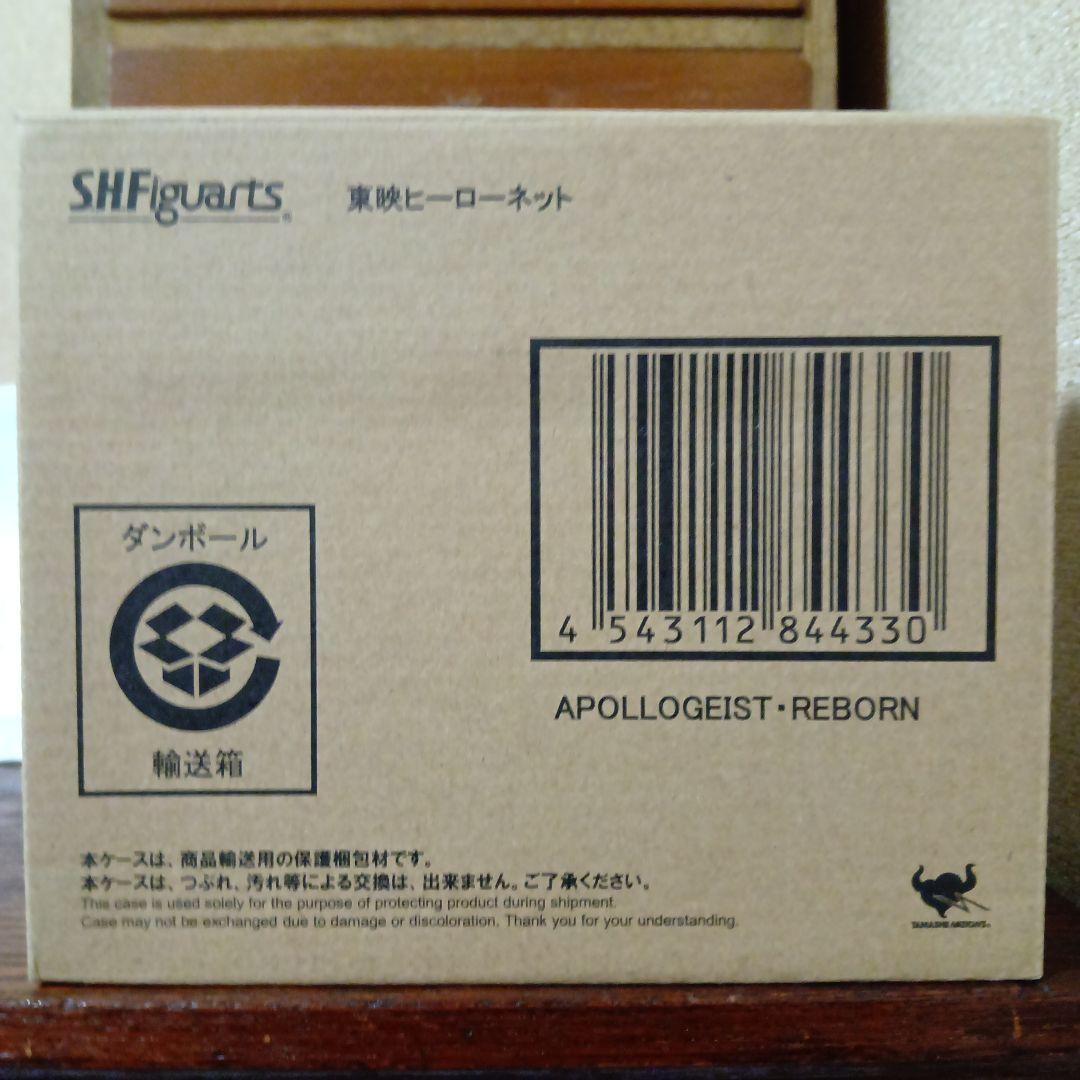 S.H.Figuarts 東映ヒーローネット
4 543112 844330
APOLLOGEIST・REBORN
ダンボール
輸送箱
本ケースは、商品輸送用の保護梱包材です。
本ケースは、つぶれ、汚れ等による交換は、出来ません。ご了承ください。
This case is used solely for the purpose of protecting product during shipment.
Case may not be exchanged due to damage or discoloration. Thank you for your understanding.
TAMASHII NATIONS